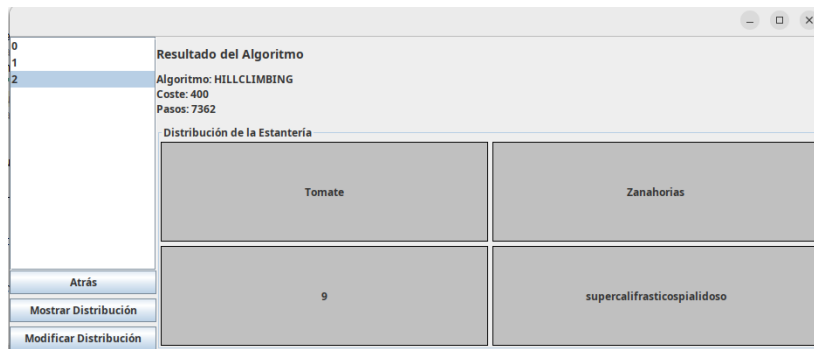 0
1
2
Atrás
Mostrar Distribución
Modificar Distribución
Resultado del Algoritmo
Algoritmo: HILLCLIMBING
Coste: 400
Pasos: 7362
Distribución de la Estantería
Tomate
Zanahorias
9
supercalifrasticospialidoso